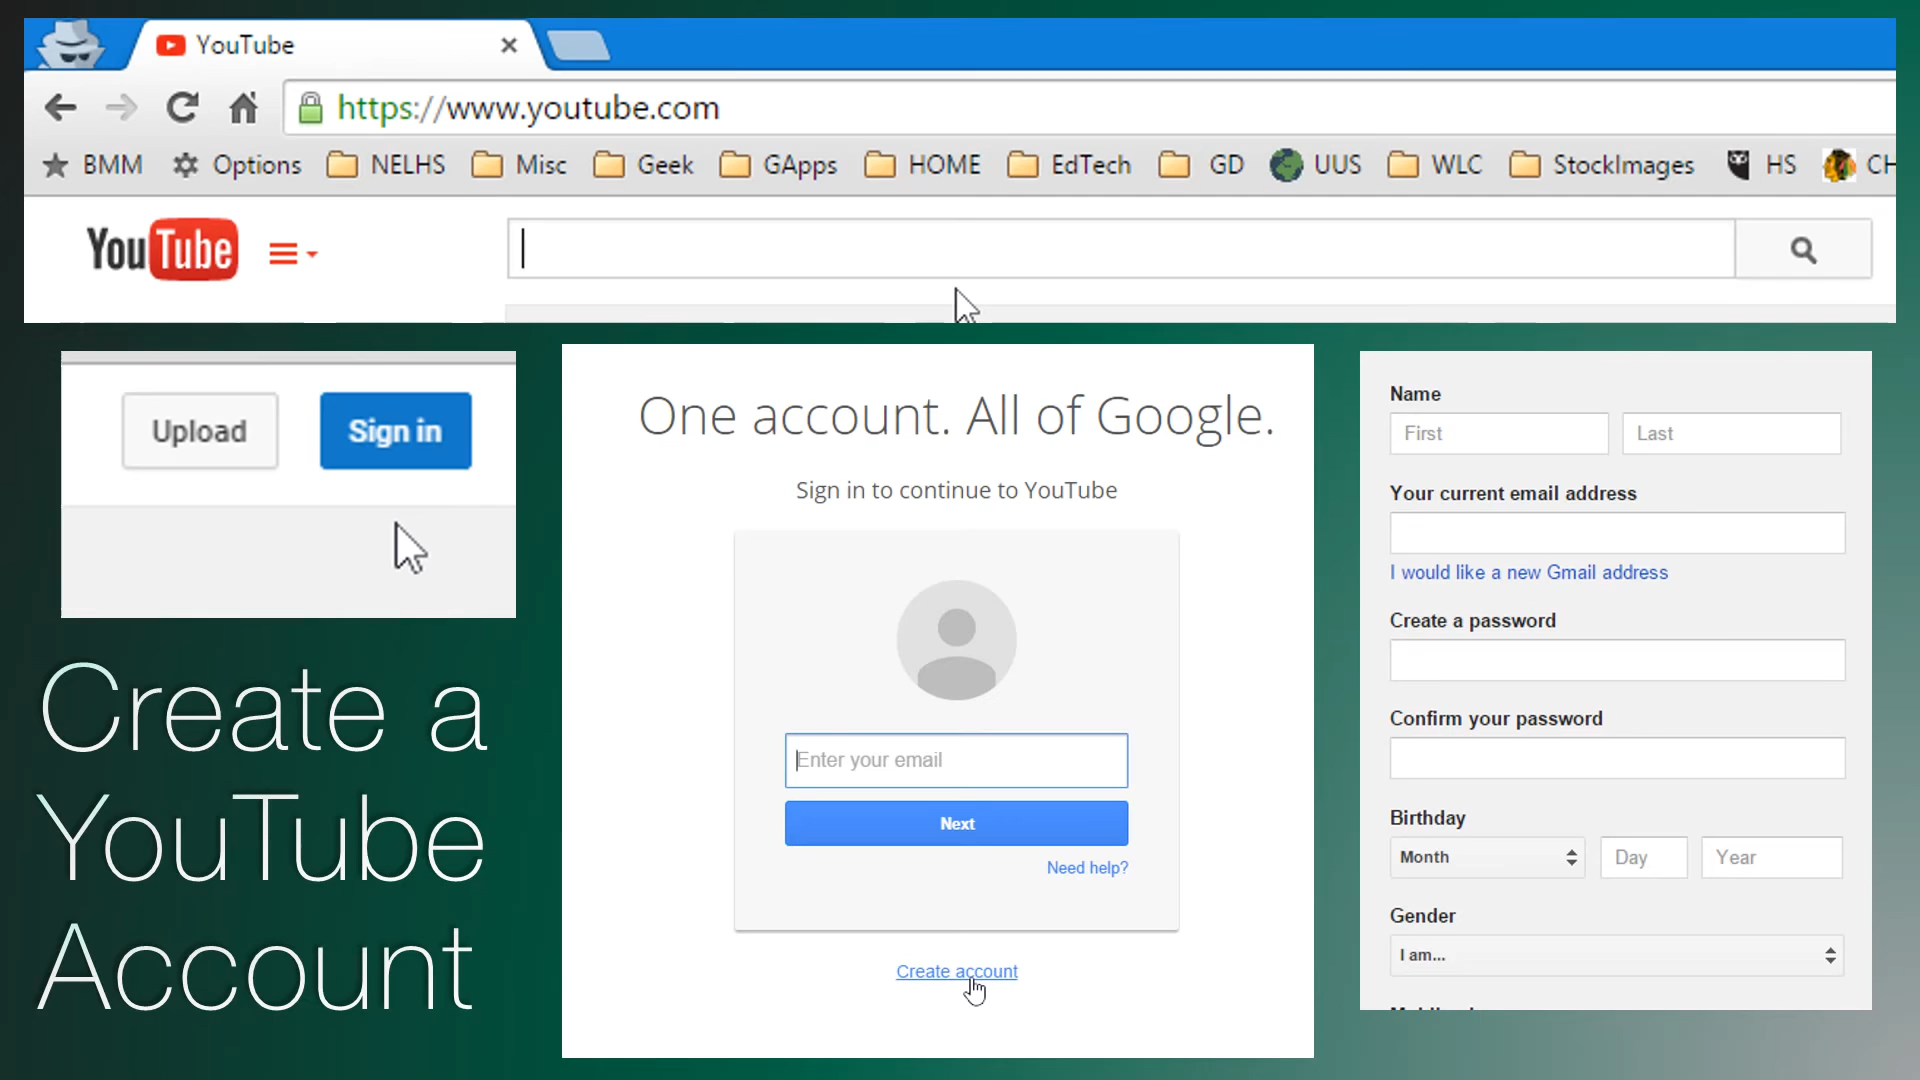 YouTube
https://www.youtube.com
BMM Options NELHS Misc Geek GApps HOME EdTech GD UUS WLC StockImages HS CH
YouTube
Upload Sign in
Create a
YouTube
Account
One account. All of Google.
Sign in to continue to YouTube
Enter your email
Next
Need help?
Create account
Name
First Last
Your current email address
I would like a new Gmail address
Create a password
Confirm your password
Birthday
Month Day Year
Gender
I am...